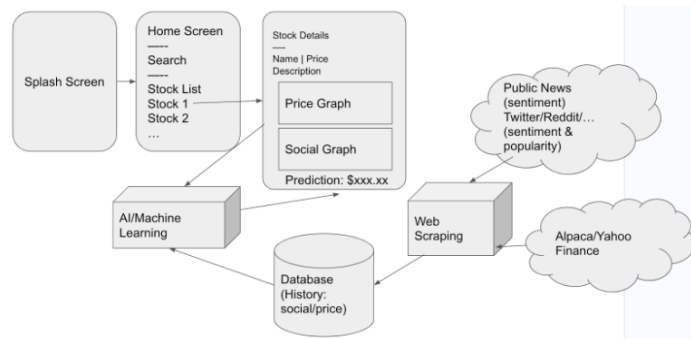 Splash Screen
Home Screen
-----
Search
-----
Stock List
Stock 1
Stock 2
...
Stock Details
----
Name | Price
Description
Price Graph
Social Graph
Prediction: $xxx.xx
Public News
(sentiment)
Twitter/Reddit/...
(sentiment &
popularity)
AI/Machine
Learning
Web
Scraping
Alpaca/Yahoo
Finance
Database
(History:
social/price)